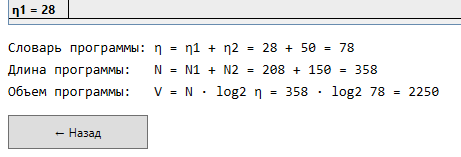 η1 = 28
Словарь программы: η = η1 + η2 = 28 + 50 = 78
Длина программы: N = N1 + N2 = 208 + 150 = 358
Объем программы: V = N · log2 η = 358 · log2 78 = 2250
← Назад